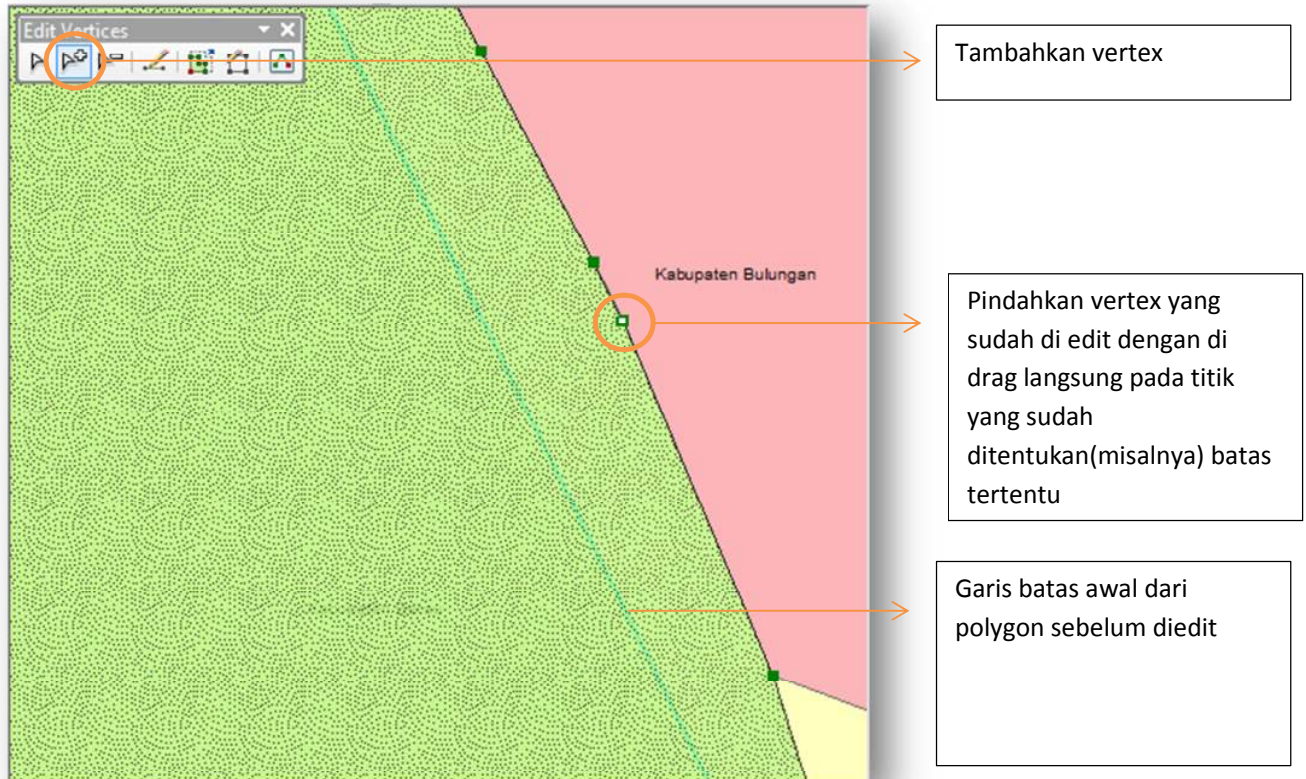 Edit Vertices
Tambahkan vertex
Kabupaten Bulungan
Pindahkan vertex yang
sudah di edit dengan di
drag langsung pada titik
yang sudah
ditentukan(misalnya) batas
tertentu
Garis batas awal dari
polygon sebelum diedit